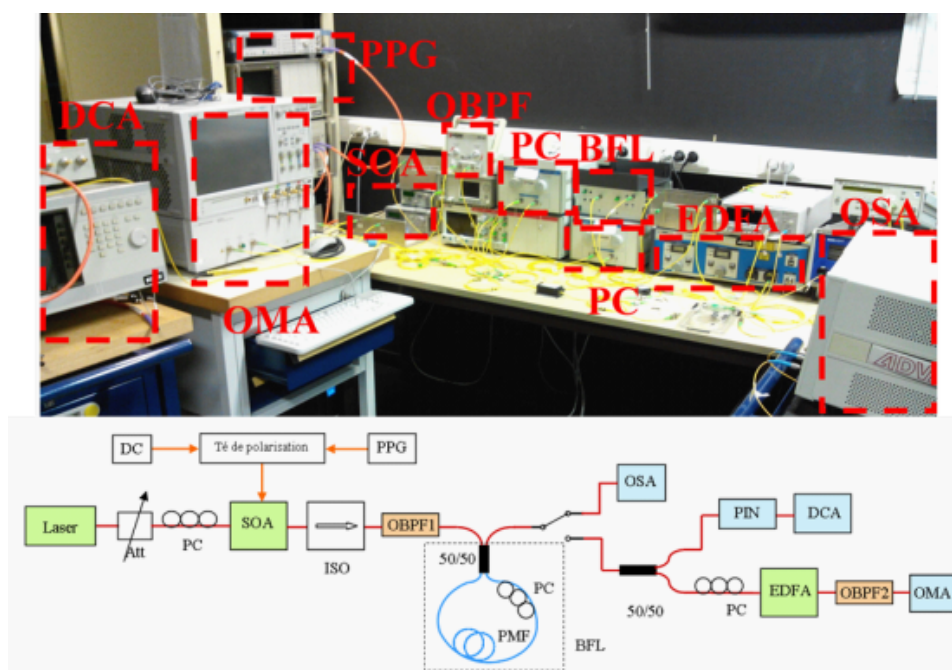 PPG
DCA
OBPF
PC
BFL
SOA
EDFA
OSA
PC
OMA
ADV
DC
Té de polarisation
PPG
OSA
Laser
Att
PC
SOA
ISO
OBPF1
50/50
PC
PMF
BFL
PIN
DCA
50/50
PC
EDFA
OBPF2
OMA